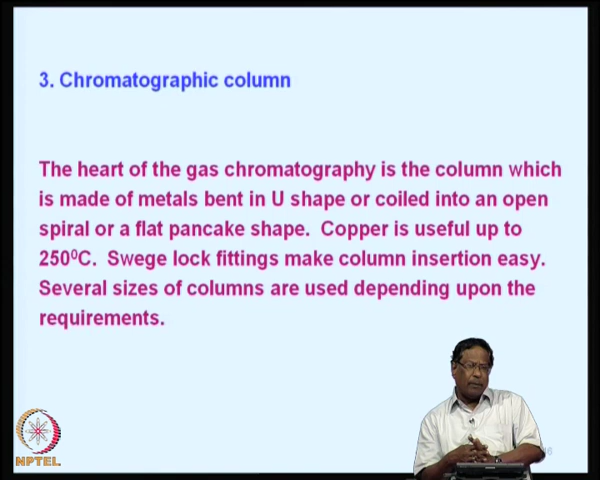 3. Chromatographic column
The heart of the gas chromatography is the column which
is made of metals bent in U shape or coiled into an open
spiral or a flat pancake shape.  Copper is useful up to
250⁰C.  Swege lock fittings make column insertion easy.
Several sizes of columns are used depending upon the
requirements.
NPTEL